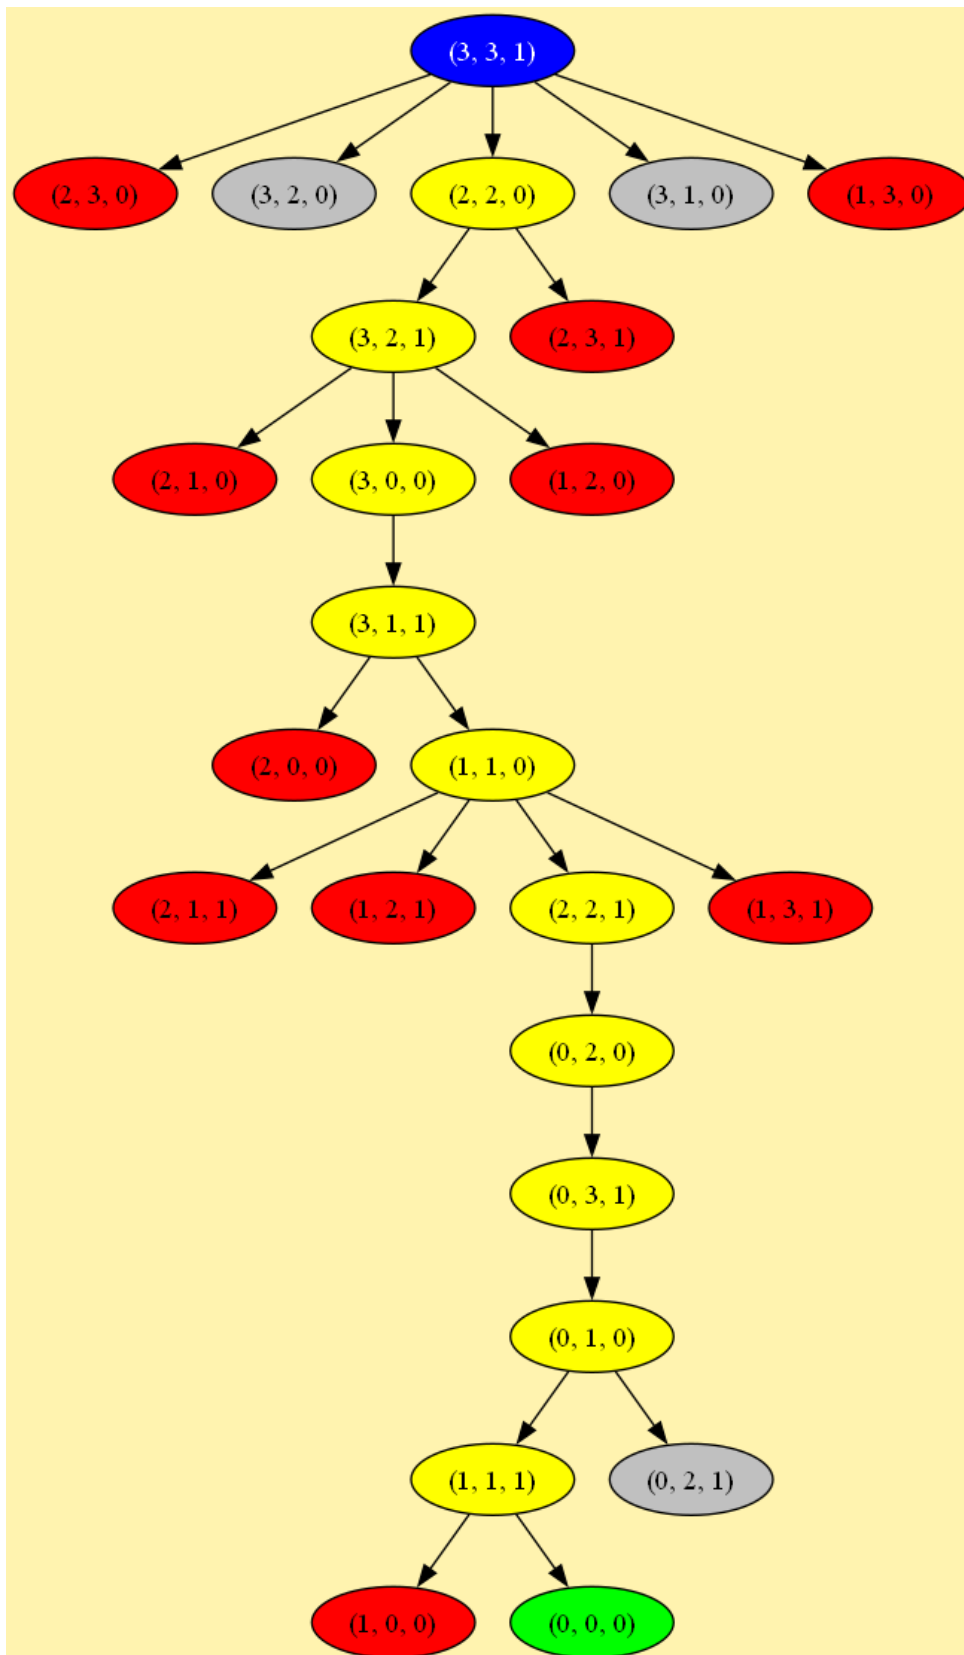 (3, 3, 1)
(2, 3, 0)
(3, 2, 0)
(2, 2, 0)
(3, 1, 0)
(1, 3, 0)
(3, 2, 1)
(2, 3, 1)
(2, 1, 0)
(3, 0, 0)
(1, 2, 0)
(3, 1, 1)
(2, 0, 0)
(1, 1, 0)
(2, 1, 1)
(1, 2, 1)
(2, 2, 1)
(1, 3, 1)
(0, 2, 0)
(0, 3, 1)
(0, 1, 0)
(1, 1, 1)
(0, 2, 1)
(1, 0, 0)
(0, 0, 0)